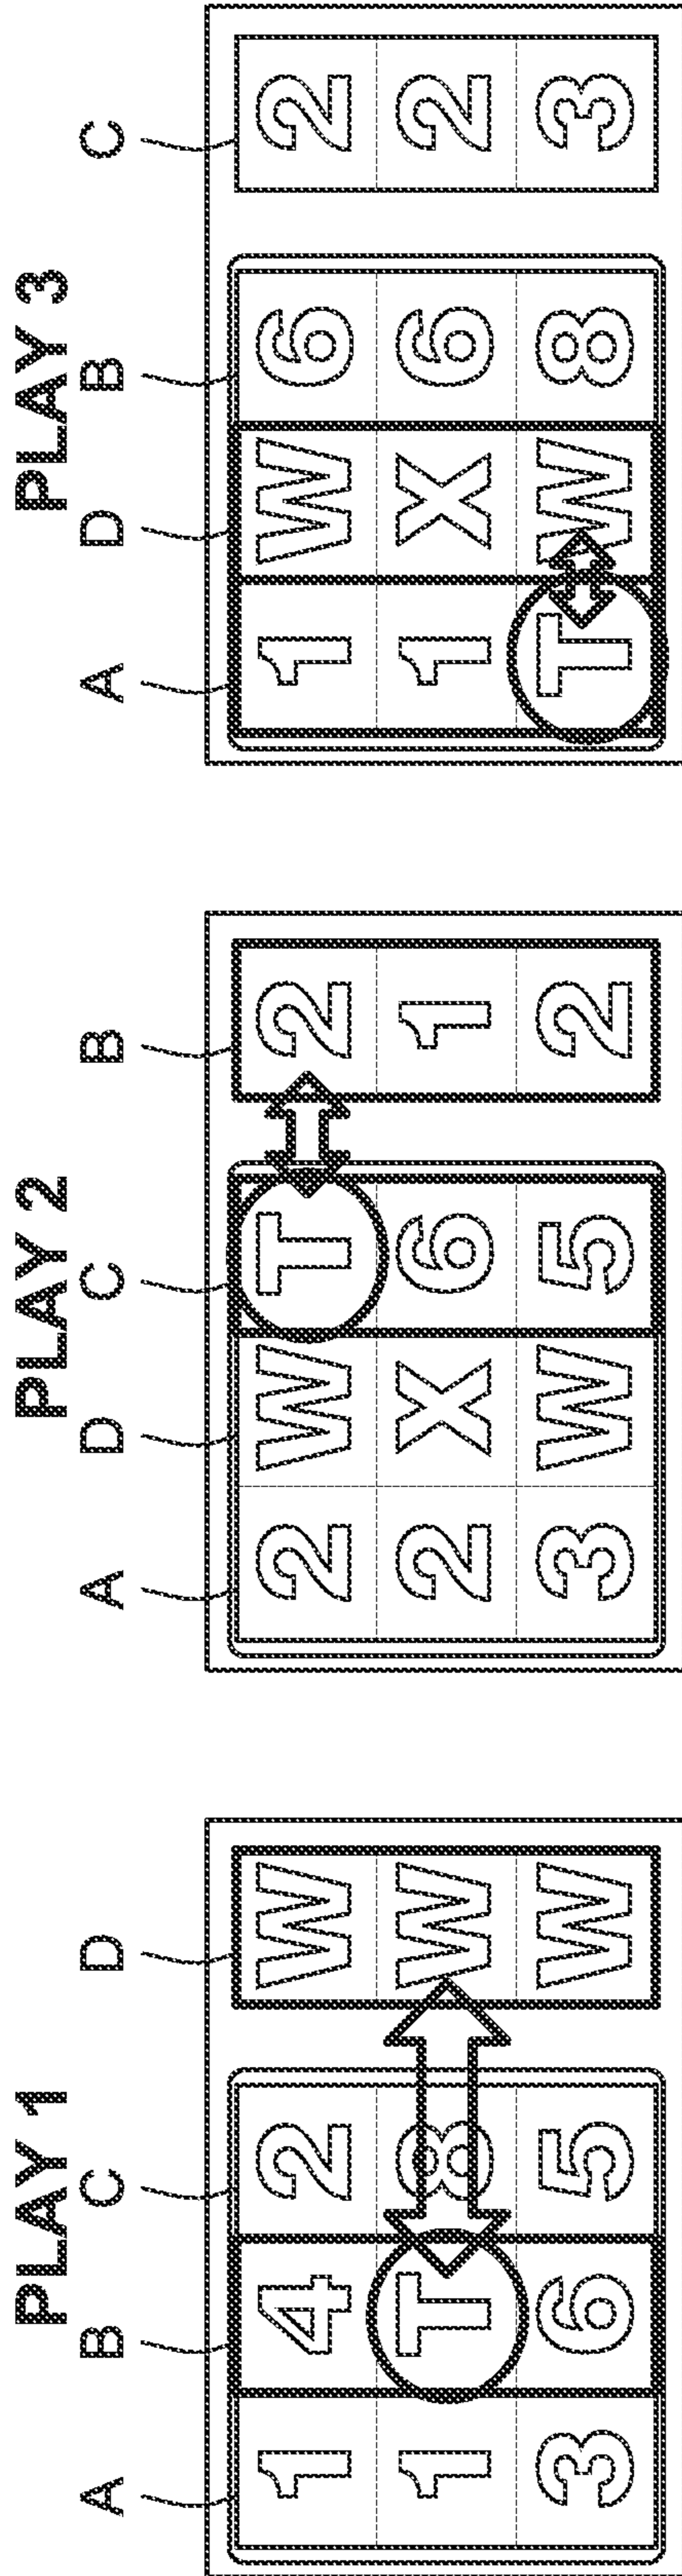 PLAY 1
A B C D
1 4 2 W
1 T 8 W
3 6 5 W
PLAY 2
A D C B
2 W T 2
2 X 6 1
3 W 5 2
PLAY 3
A D B C
1 W 6 2
1 X 6 2
T W 8 3